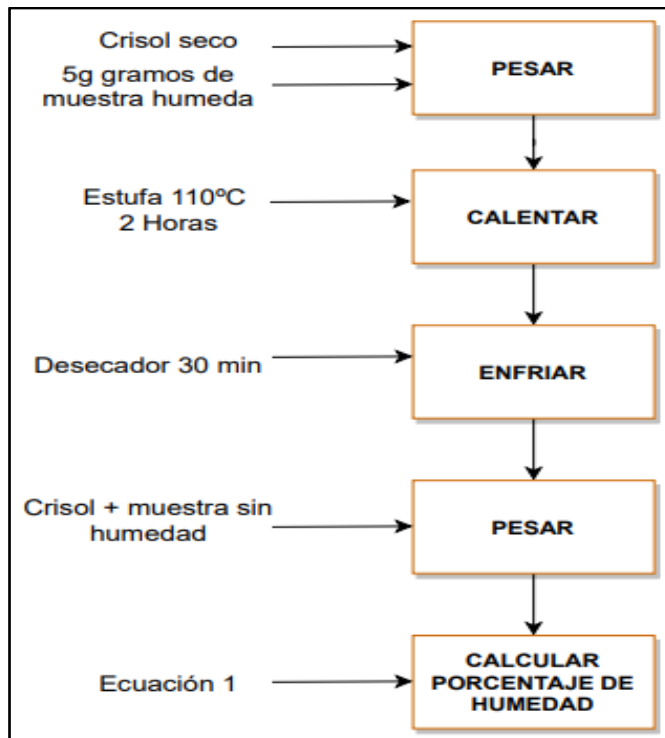 Crisol seco
5g gramos de
muestra humeda
PESAR
Estufa 110ºC
2 Horas
CALENTAR
Desecador 30 min
ENFRIAR
Crisol + muestra sin
humedad
PESAR
Ecuación 1
CALCULAR
PORCENTAJE DE
HUMEDAD